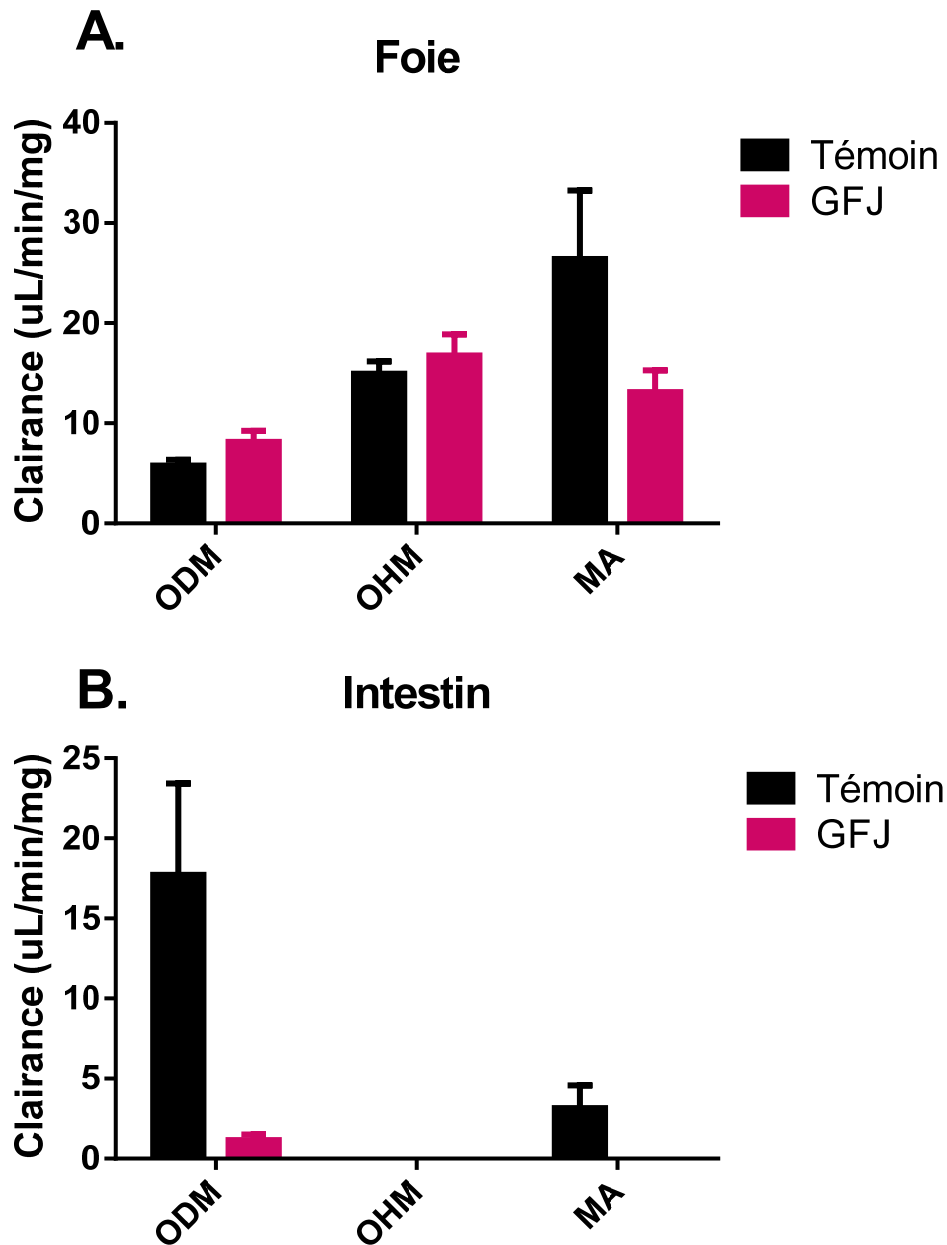 A.
Foie
Clairance (uL/min/mg)
40
30
20
10
0
Témoin
GFJ
ODM
OHM
MA
B.
Intestin
Clairance (uL/min/mg)
25
20
15
10
5
0
Témoin
GFJ
ODM
OHM
MA